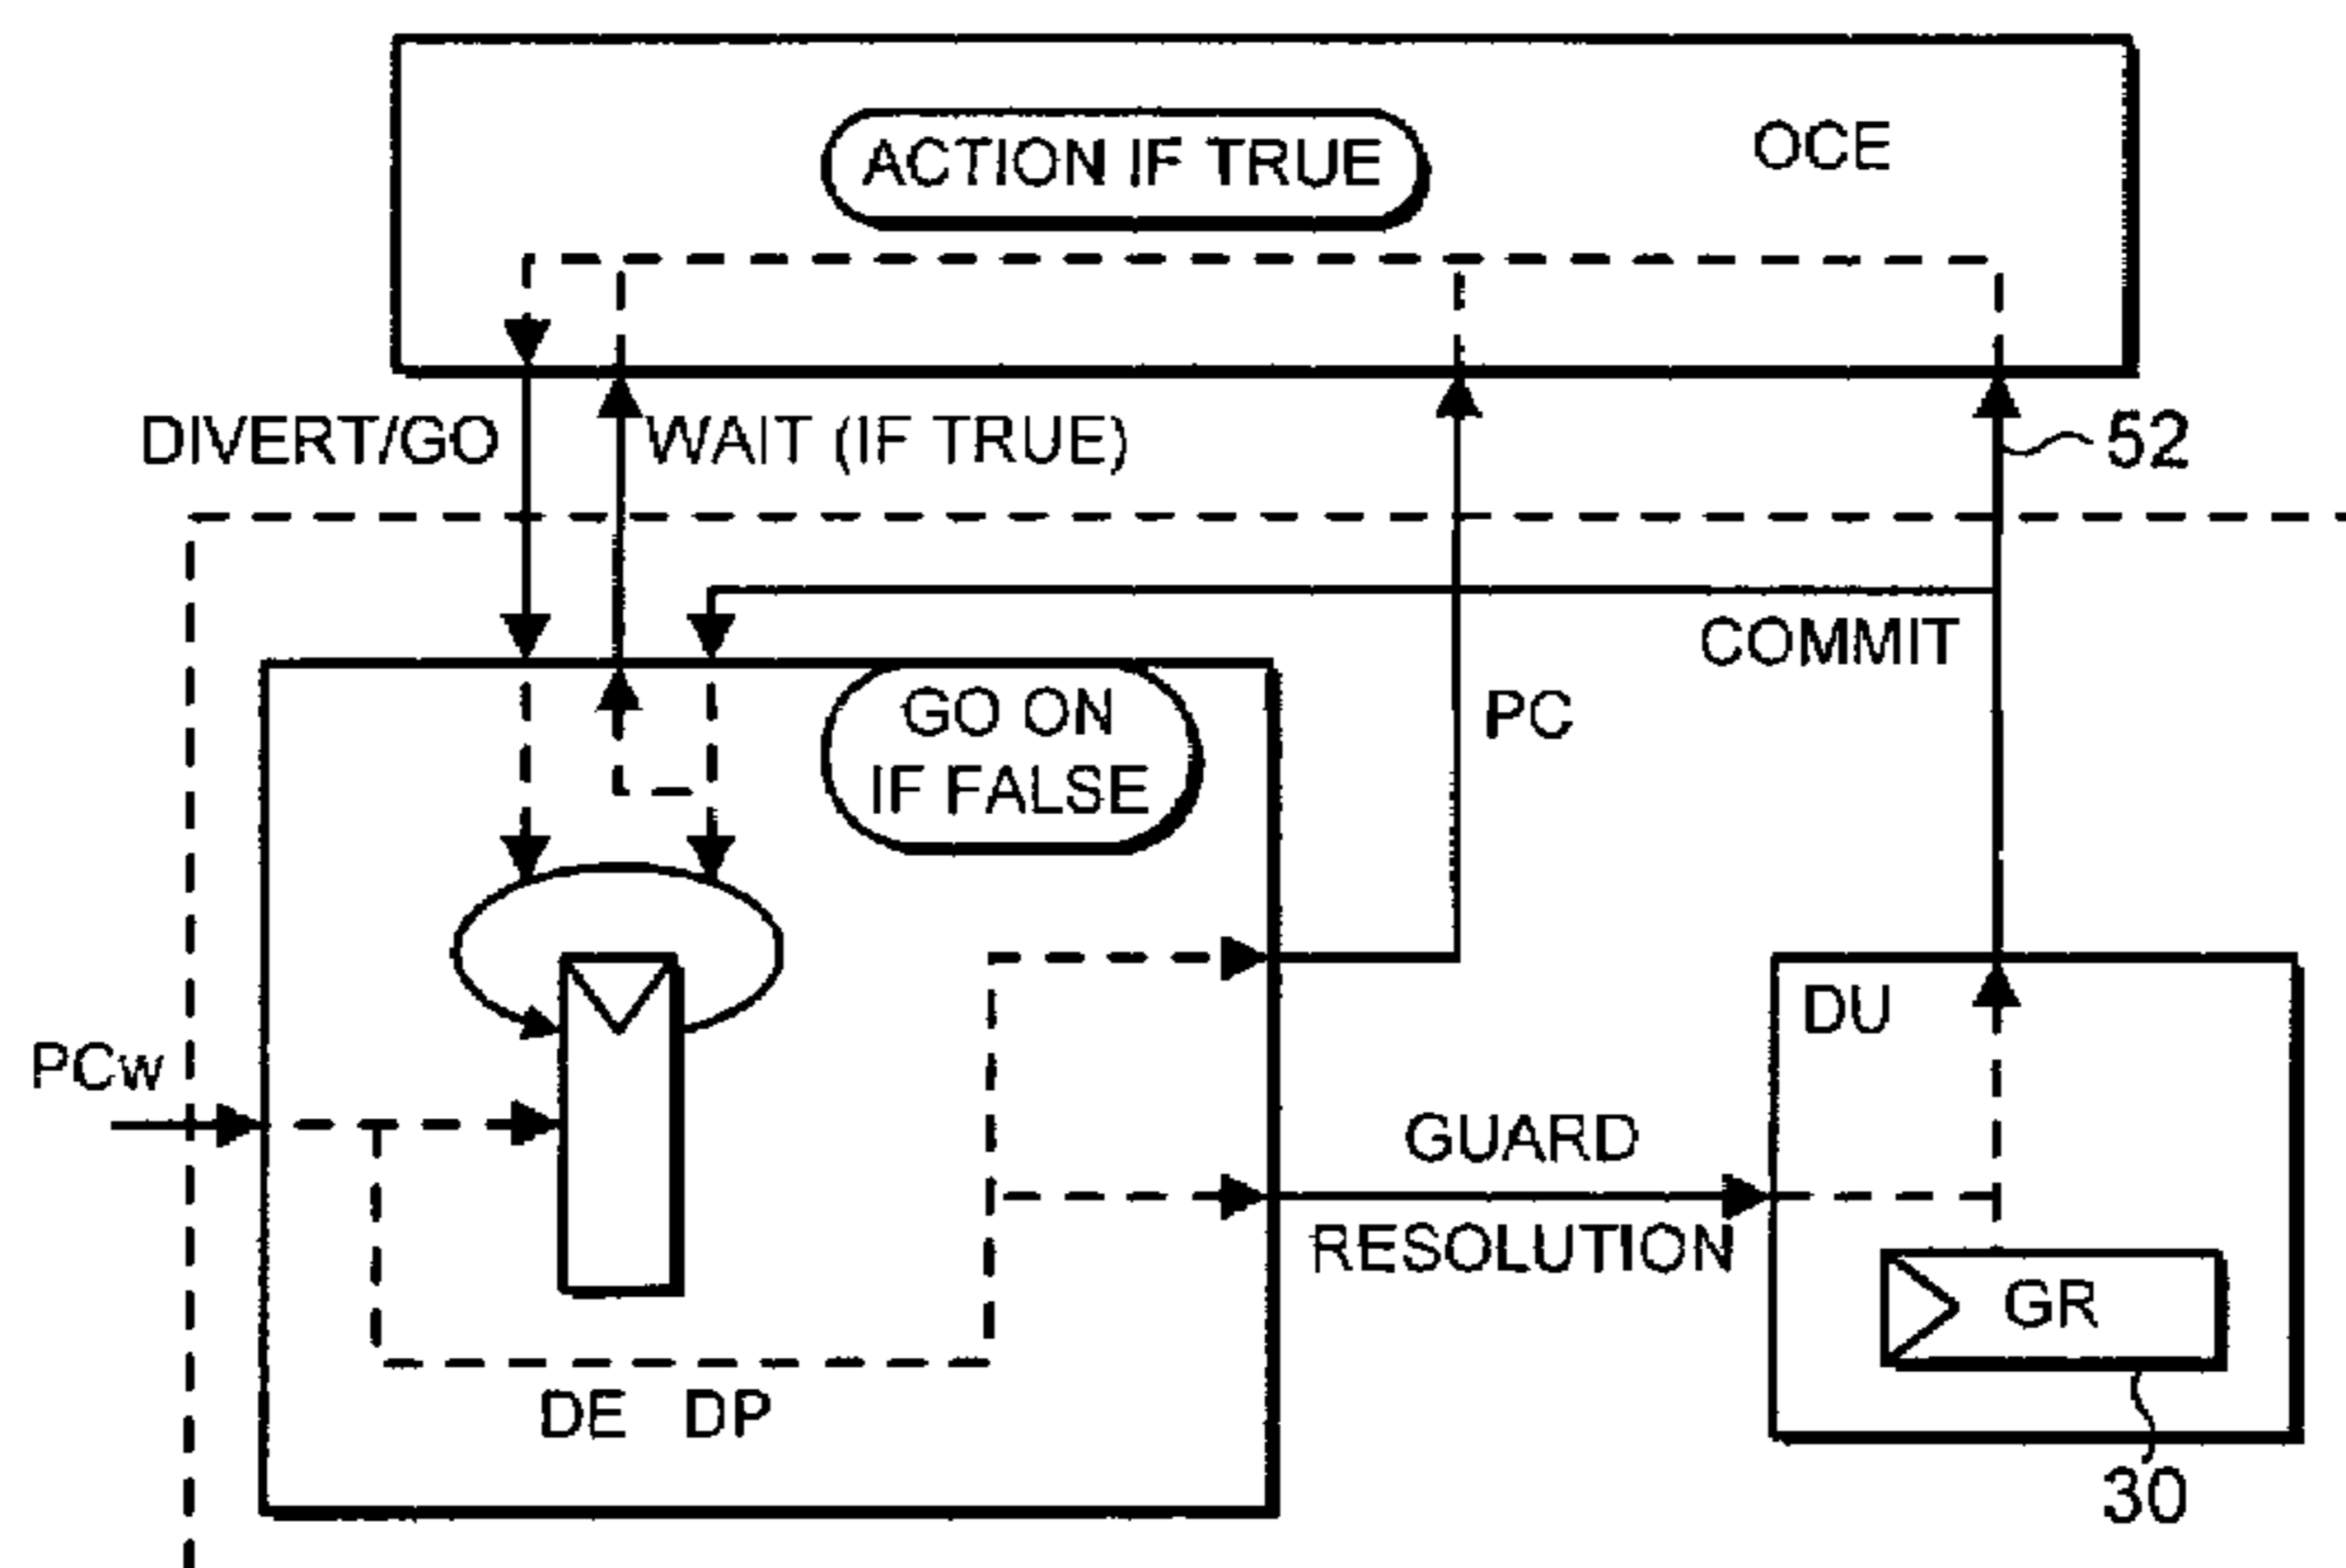 ACTION IF TRUE
OCE
DIVERT/GO
WAIT (IF TRUE)
52
COMMIT
GO ON
IF FALSE
PC
DU
PCw
GUARD
RESOLUTION
GR
DE DP
30